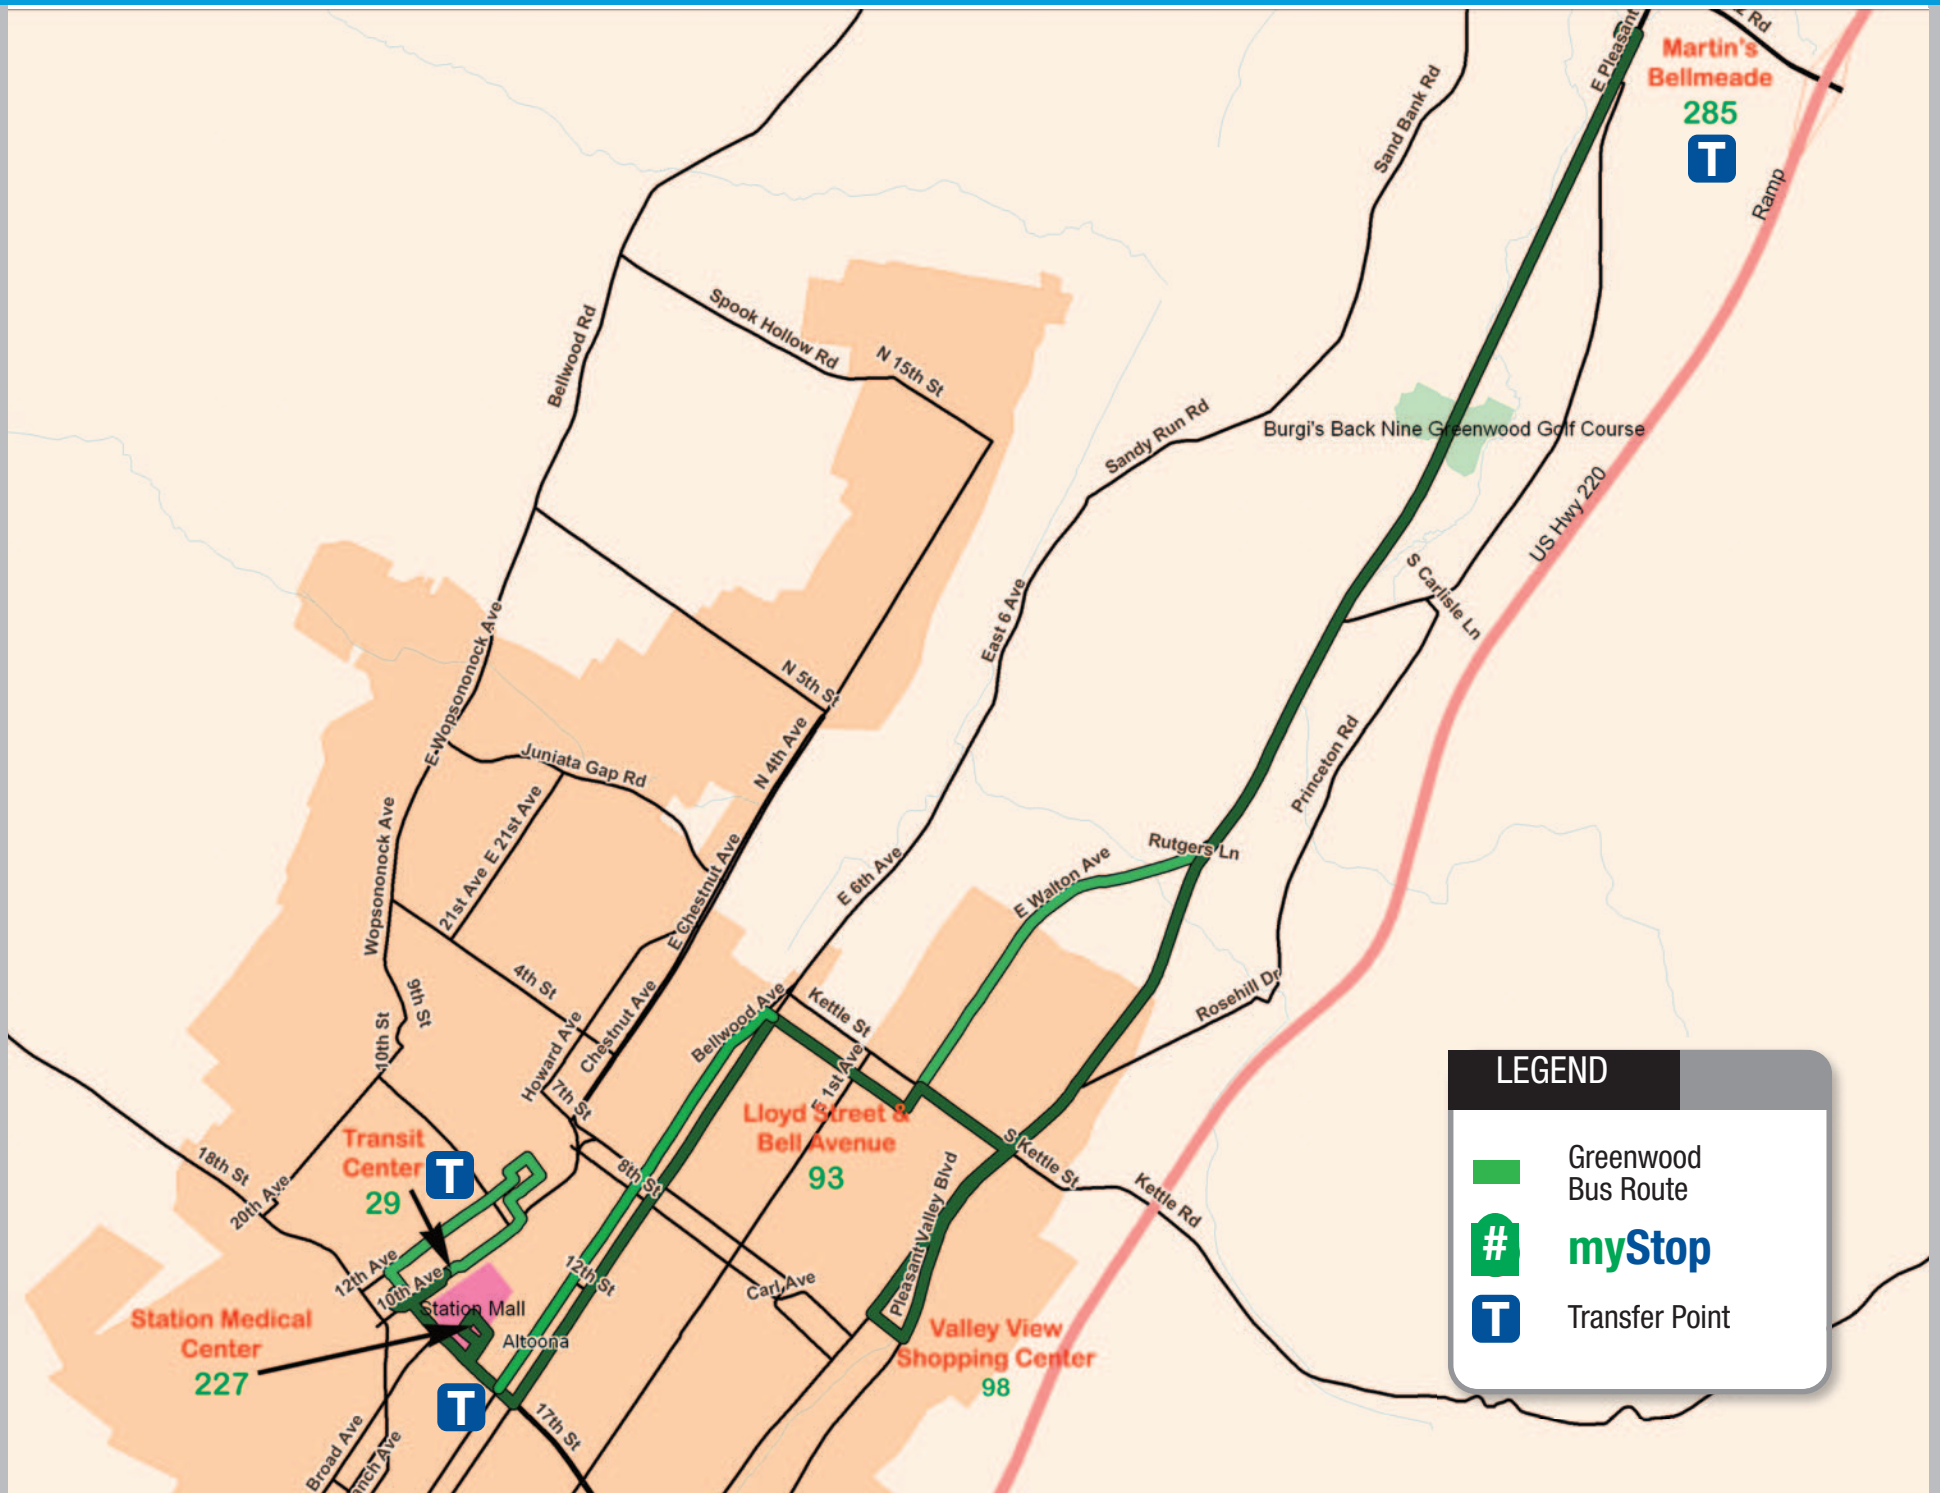 E Pleasant
Rd
Martin's
Bellmeade
285
T
Sand Bank Rd
Ramp
Spook Hollow Rd
Bellwood Rd
N 15th St
Sandy Run Rd
Burgi's Back Nine Greenwood Golf Course
US Hwy 220
S Carlisle Ln
East 6 Ave
E Wopsononock Ave
N 5th St
N 4th Ave
Juniata Gap Rd
Princeton Rd
21st Ave E 21st Ave
Wopsononock Ave
E Chestnut Ave
E 6th Ave
E Walton Ave
Rutgers Ln
4th St
9th St
10th St
Chestnut Ave
Howard Ave
Bellwood Ave
Kettle St
Rosehill Dr
7th St
E 1st Ave
Lloyd Street &
Bell Avenue
93
8th St
S Kettle St
Kettle Rd
Transit
Center
29
T
18th St
20th Ave
12th Ave
10th Ave
12th St
Carl Ave
Pleasant Valley Blvd
Station Mall
Altoona
Station Medical
Center
227
T
Valley View
Shopping Center
98
17th St
Broad Ave
LEGEND
Greenwood
Bus Route
#
myStop
T
Transfer Point